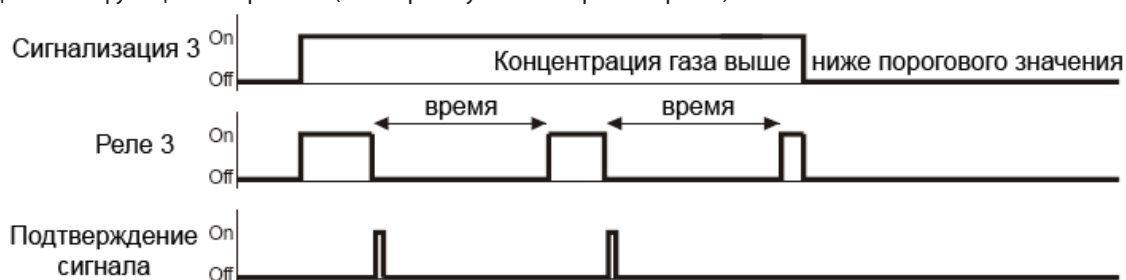 Сигнализация 3
On
Off
Концентрация газа выше
ниже порогового значения
Реле 3
On
Off
время
время
Подтверждение
сигнала
On
Off